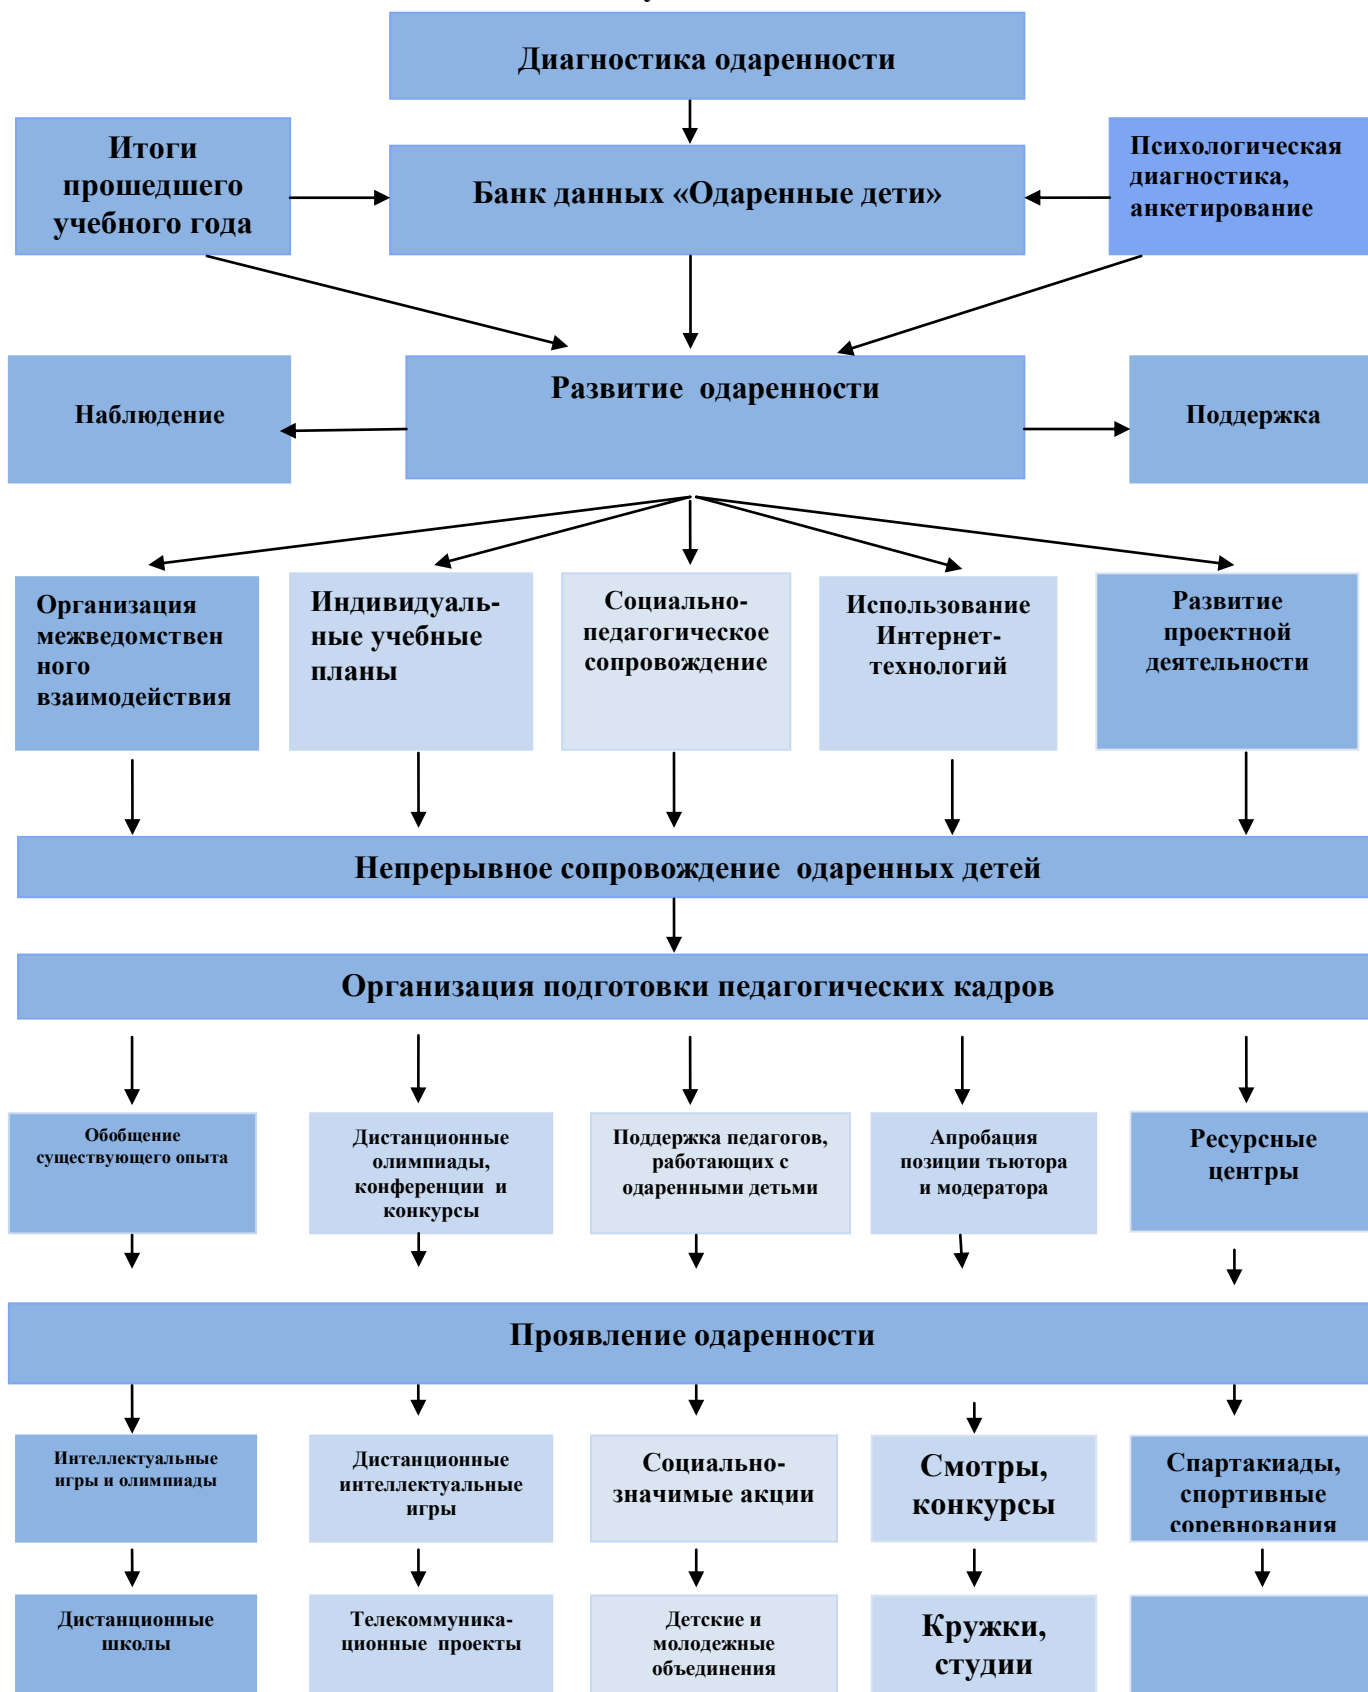 Диагностика одаренности
Итоги
прошедшего
учебного года
Банк данных «Одаренные дети»
Психологическая
диагностика,
анкетирование
Наблюдение
Развитие одаренности
Поддержка
Организация
межведомствен
ного
взаимодействия
Индивидуаль-
ные учебные
планы
Социально-
педагогическое
сопровождение
Использование
Интернет-
технологий
Развитие
проектной
деятельности
Непрерывное сопровождение одаренных детей
Организация подготовки педагогических кадров
Обобщение
существующего опыта
Дистанционные
олимпиады,
конференции и
конкурсы
Поддержка педагогов,
работающих с
одаренными детьми
Апробация
позиции тьютора
и модератора
Ресурсные
центры
Проявление одаренности
Интеллектуальные
игры и олимпиады
Дистанционные
интеллектуальные
игры
Социально-
значимые акции
Смотры,
конкурсы
Спартакиады,
спортивные
соревнования
Дистанционные
школы
Телекоммуника-
ционные проекты
Детские и
молодежные
объединения
Кружки,
студии